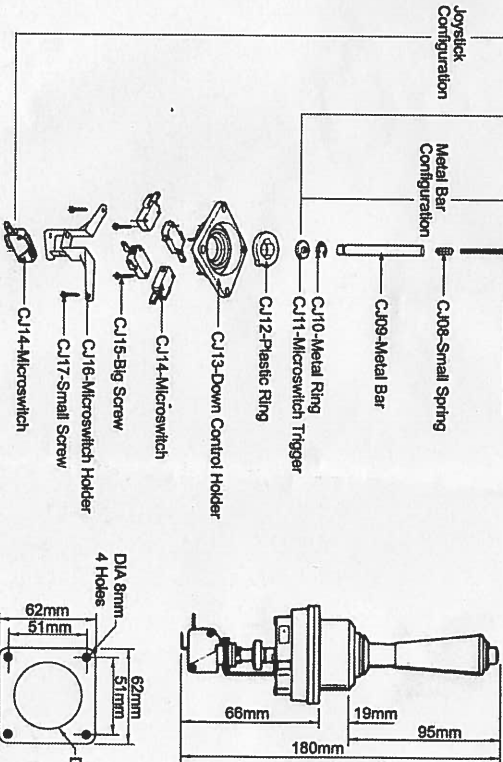 Joystick
Configuration
Metal Bar
Configuration
CJ08-Small Spring
CJ09-Metal Bar
CJ10-Metal Ring
CJ11-Microswitch Trigger
CJ12-Plastic Ring
CJ13-Down Control Holder
CJ14-Microswitch
CJ15-Big Screw
CJ16-Microswitch Holder
CJ17-Small Screw
CJ14-Microswitch
DIA 8mm
4 Holes
62mm
51mm
62mm
51mm
66mm
19mm
95mm
180mm